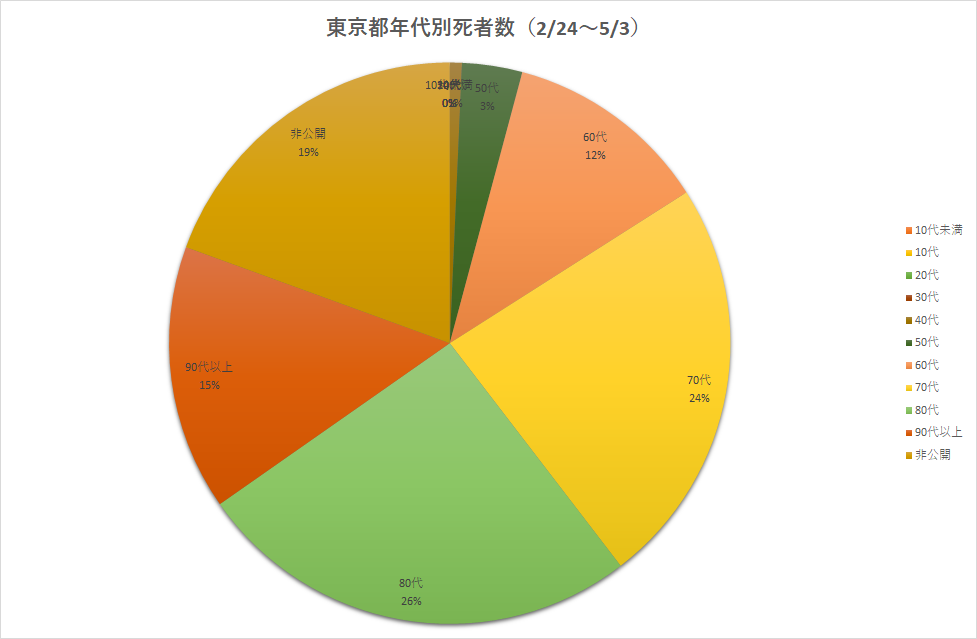 東京都年代別死者数（2/24～5/3）
50代
3%
60代
12%
非公開
19%
90代以上
15%
70代
24%
80代
26%
10代未満
10代
20代
30代
40代
50代
60代
70代
80代
90代以上
非公開